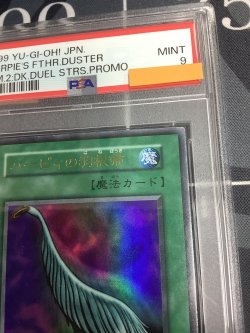 99 YU-GI-OH! JPN. MINT
ARPIE'S FTHR.DUSTER 9
M.2:DK.DUEL STRS.PROMO PSA
ハーピィの羽根帚 魔
【魔法カード】